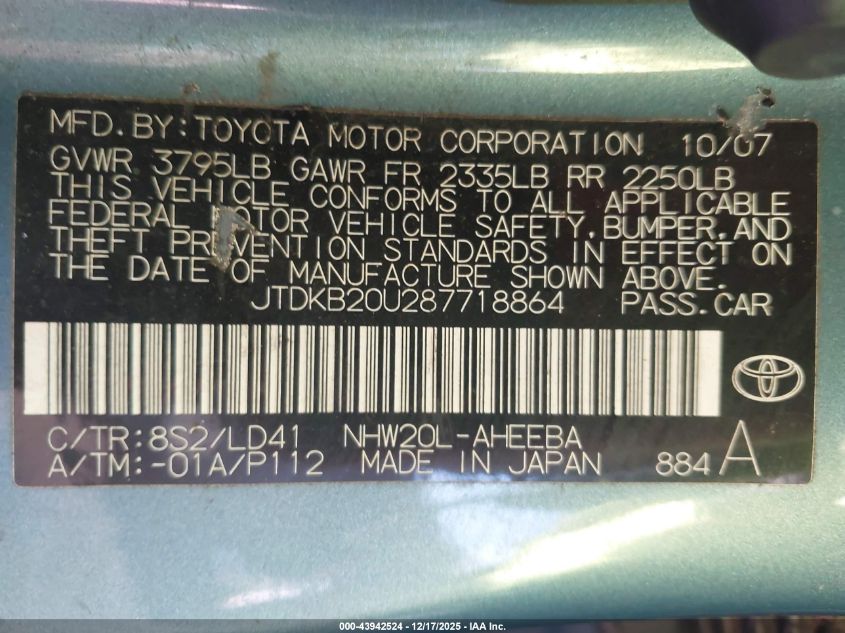 MFD.BY:TOYOTA MOTOR CORPORATION 10/07
GVWR 3795LB GAWR FR 2335LB RR 2250LB
THIS VEHICLE CONFORMS TO ALL APPLICABLE
FEDERAL MOTOR VEHICLE SAFETY,BUMPER,AND
THEFT PREVENTION STANDARDS IN EFFECT ON
THE DATE OF MANUFACTURE SHOWN ABOVE.
JTDKB20U287718864 PASS.CAR
C/TR:8S2/LD41 NHW20L-AHEEBA
A/TM:-01A/P112 MADE IN JAPAN 884 A
000-43942524 – 12/17/2025 – IAA Inc.